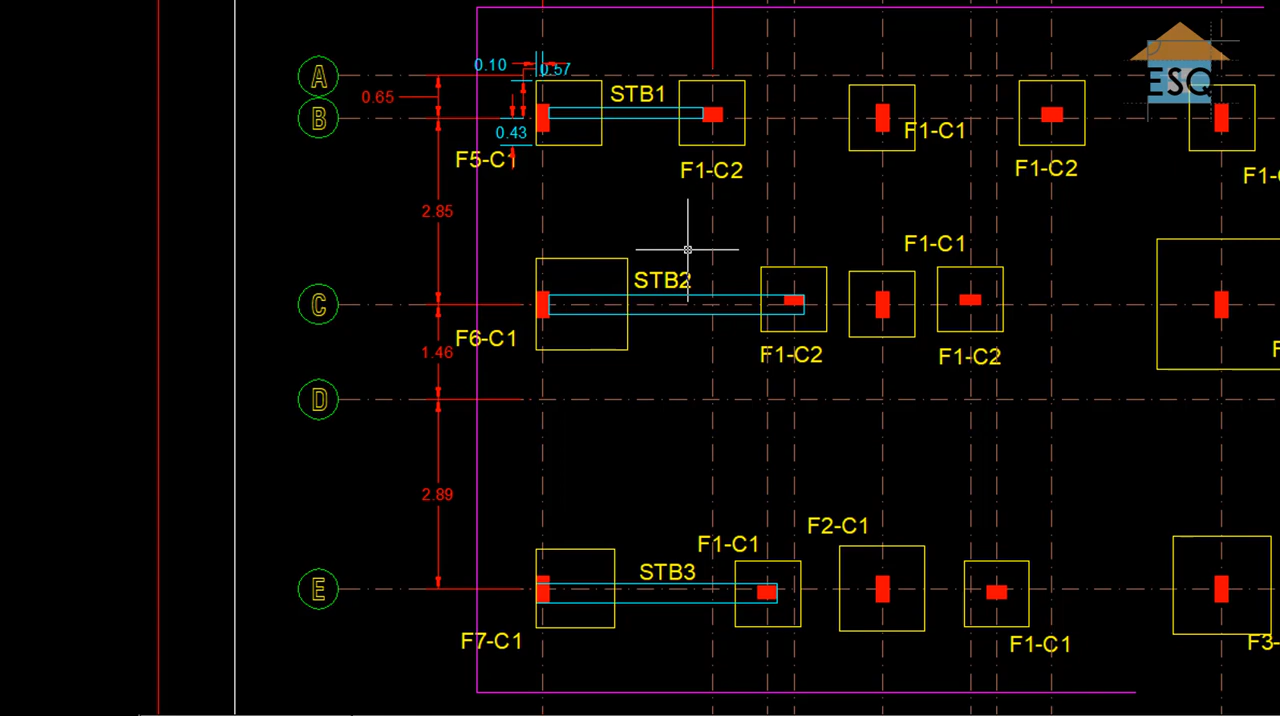 A
B
C
D
E
0.65
2.85
1.46
2.89
0.10
0.57
0.43
STB1
F5-C1
F1-C2
F1-C1
F1-C2
ESQ
STB2
F6-C1
F1-C2
F1-C1
F1-C2
STB3
F7-C1
F1-C1
F2-C1
F1-C1